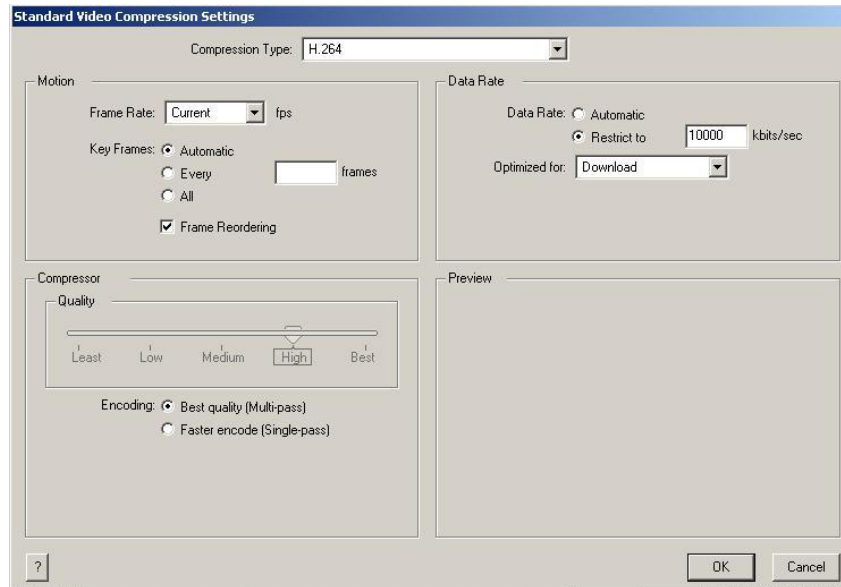 Standard Video Compression Settings
Compression Type: H.264
Motion
Frame Rate: Current fps
Key Frames: Automatic
Every frames
All
Frame Reordering
Data Rate
Data Rate: Automatic
Restrict to 10000 kbits/sec
Optimized for: Download
Compressor
Quality
Least Low Medium High Best
Encoding: Best quality (Multi-pass)
Faster encode (Single-pass)
Preview
?
OK Cancel